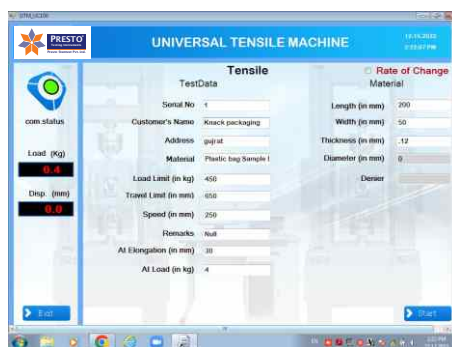 PRESTO
UNIVERSAL TENSILE MACHINE
Tensile
Rate of Change
TestData
Material
com.status
Load (Kg)
0.4
Disp. (mm)
0.0
Serial No 1
Customer's Name Knack packaging
Address gujrat
Material Plastic bag Sample
Load Limit (in kg) 450
Travel Limit (in mm) 650
Speed (in mm) 250
Remarks Null
At Elongation (in mm) 30
At Load (in kg) 4
Length (in mm) 200
Width (in mm) 50
Thickness (in mm) .12
Diameter (in mm) 0
Denier
Exit
Start